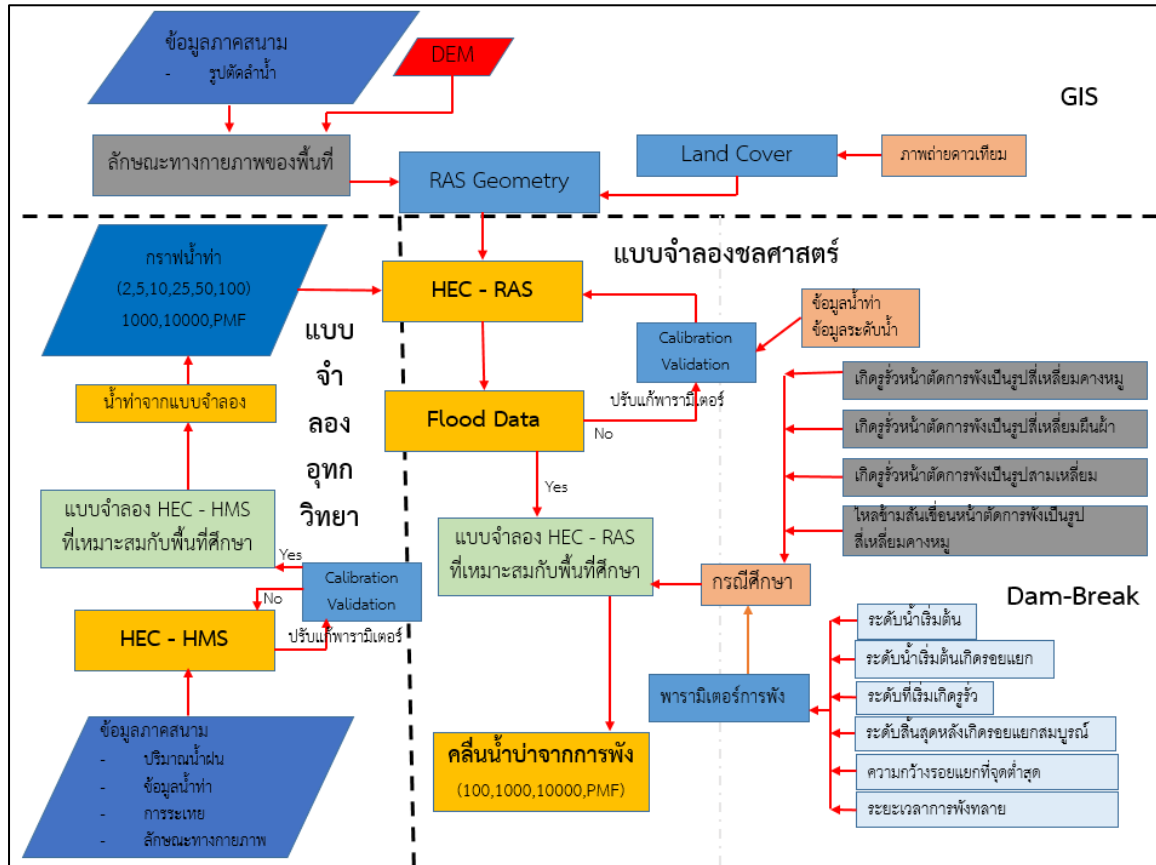 ข้อมูลภาคสนาม
- รูปตัดลำน้ำ
DEM
GIS
ลักษณะทางกายภาพของพื้นที่
RAS Geometry
Land Cover
ภาพถ่ายดาวเทียม
กราฟน้ำท่า
(2,5,10,25,50,100)
1000,10000,PMF
น้ำท่าจากแบบจำลอง
แบบจำลอง HEC - HMS
ที่เหมาะสมกับพื้นที่ศึกษา
Yes
No
Calibration
Validation
ปรับแก้พารามิเตอร์
HEC - HMS
ข้อมูลภาคสนาม
- ปริมาณน้ำฝน
- ข้อมูลน้ำท่า
- การระเหย
- ลักษณะทางกายภาพ
แบบ
จำ
ลอง
อุทก
วิทยา
แบบจำลองชลศาสตร์
HEC - RAS
Calibration
Validation
ข้อมูลน้ำท่า
ข้อมูลระดับน้ำ
ปรับแก้พารามิเตอร์
Flood Data
No
Yes
แบบจำลอง HEC - RAS
ที่เหมาะสมกับพื้นที่ศึกษา
คลื่นน้ำบ่าจากการพัง
(100,1000,10000,PMF)
เกิดรูรั่วหน้าตัดการพังเป็นรูปสี่เหลี่ยมคางหมู
เกิดรูรั่วหน้าตัดการพังเป็นรูปสี่เหลี่ยมผืนผ้า
เกิดรูรั่วหน้าตัดการพังเป็นรูปสามเหลี่ยม
ไหลข้ามสันเขื่อนหน้าตัดการพังเป็นรูป
สี่เหลี่ยมคางหมู
กรณีศึกษา
Dam-Break
พารามิเตอร์การพัง
ระดับน้ำเริ่มต้น
ระดับน้ำเริ่มต้นเกิดรอยแยก
ระดับที่เริ่มเกิดรูรั่ว
ระดับสิ้นสุดหลังเกิดรอยแยกสมบูรณ์
ความกว้างรอยแยกที่จุดต่ำสุด
ระยะเวลาการพังทลาย